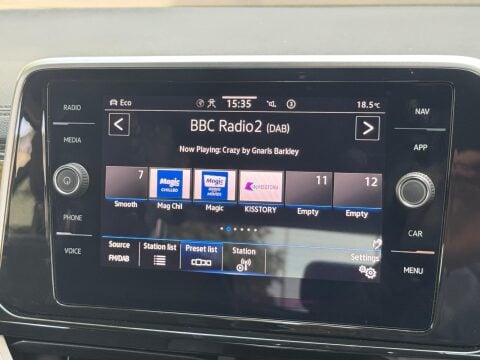 RADIO
MEDIA
PHONE
VOICE
Eco 15:35 3 18.5°C
< BBC Radio2 (DAB) >
Now Playing: Crazy by Gnarls Barkley
7 Magic CHILLED Magic KISSTORY 11 12
Smooth Mag Chil Magic KISSTORY Empty Empty
Source Station list Preset list Station Settings
FM/DAB
NAV
APP
CAR
MENU